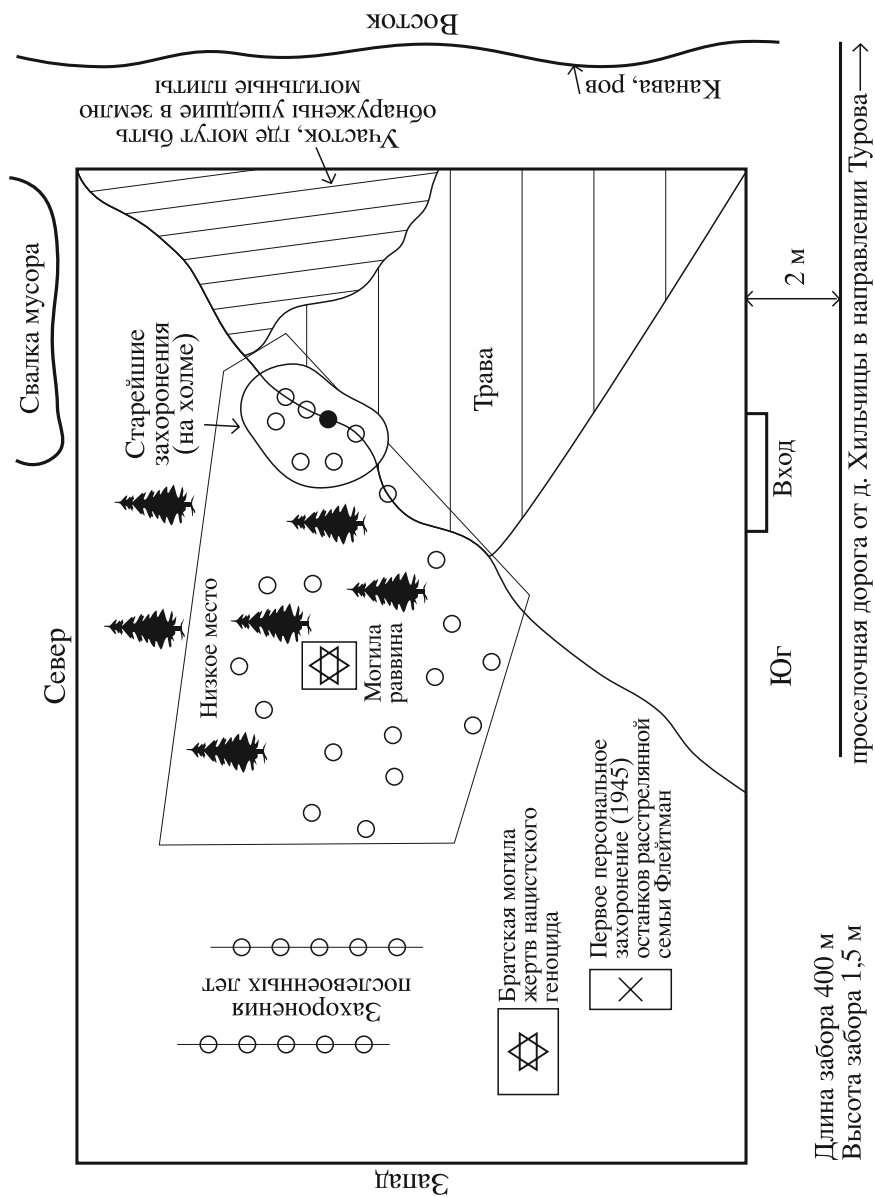 Восток
Канава, ров
Участок, где могут быть
обнаружены ушедшие в землю
могильные плиты
Свалка мусора
Старейшие
захоронения
(на холме)
Трава
2 м
Вход
проселочная дорога от д. Хильчицы в направлении Турова
Север
Низкое место
Могила
раввина
Юг
Захоронения
послевоенных лет
Братская могила
жертв нацистского
геноцида
Первое персональное
захоронение (1945)
останков расстрелянной
семьи Флейтман
Запад
Длина забора 400 м
Высота забора 1,5 м